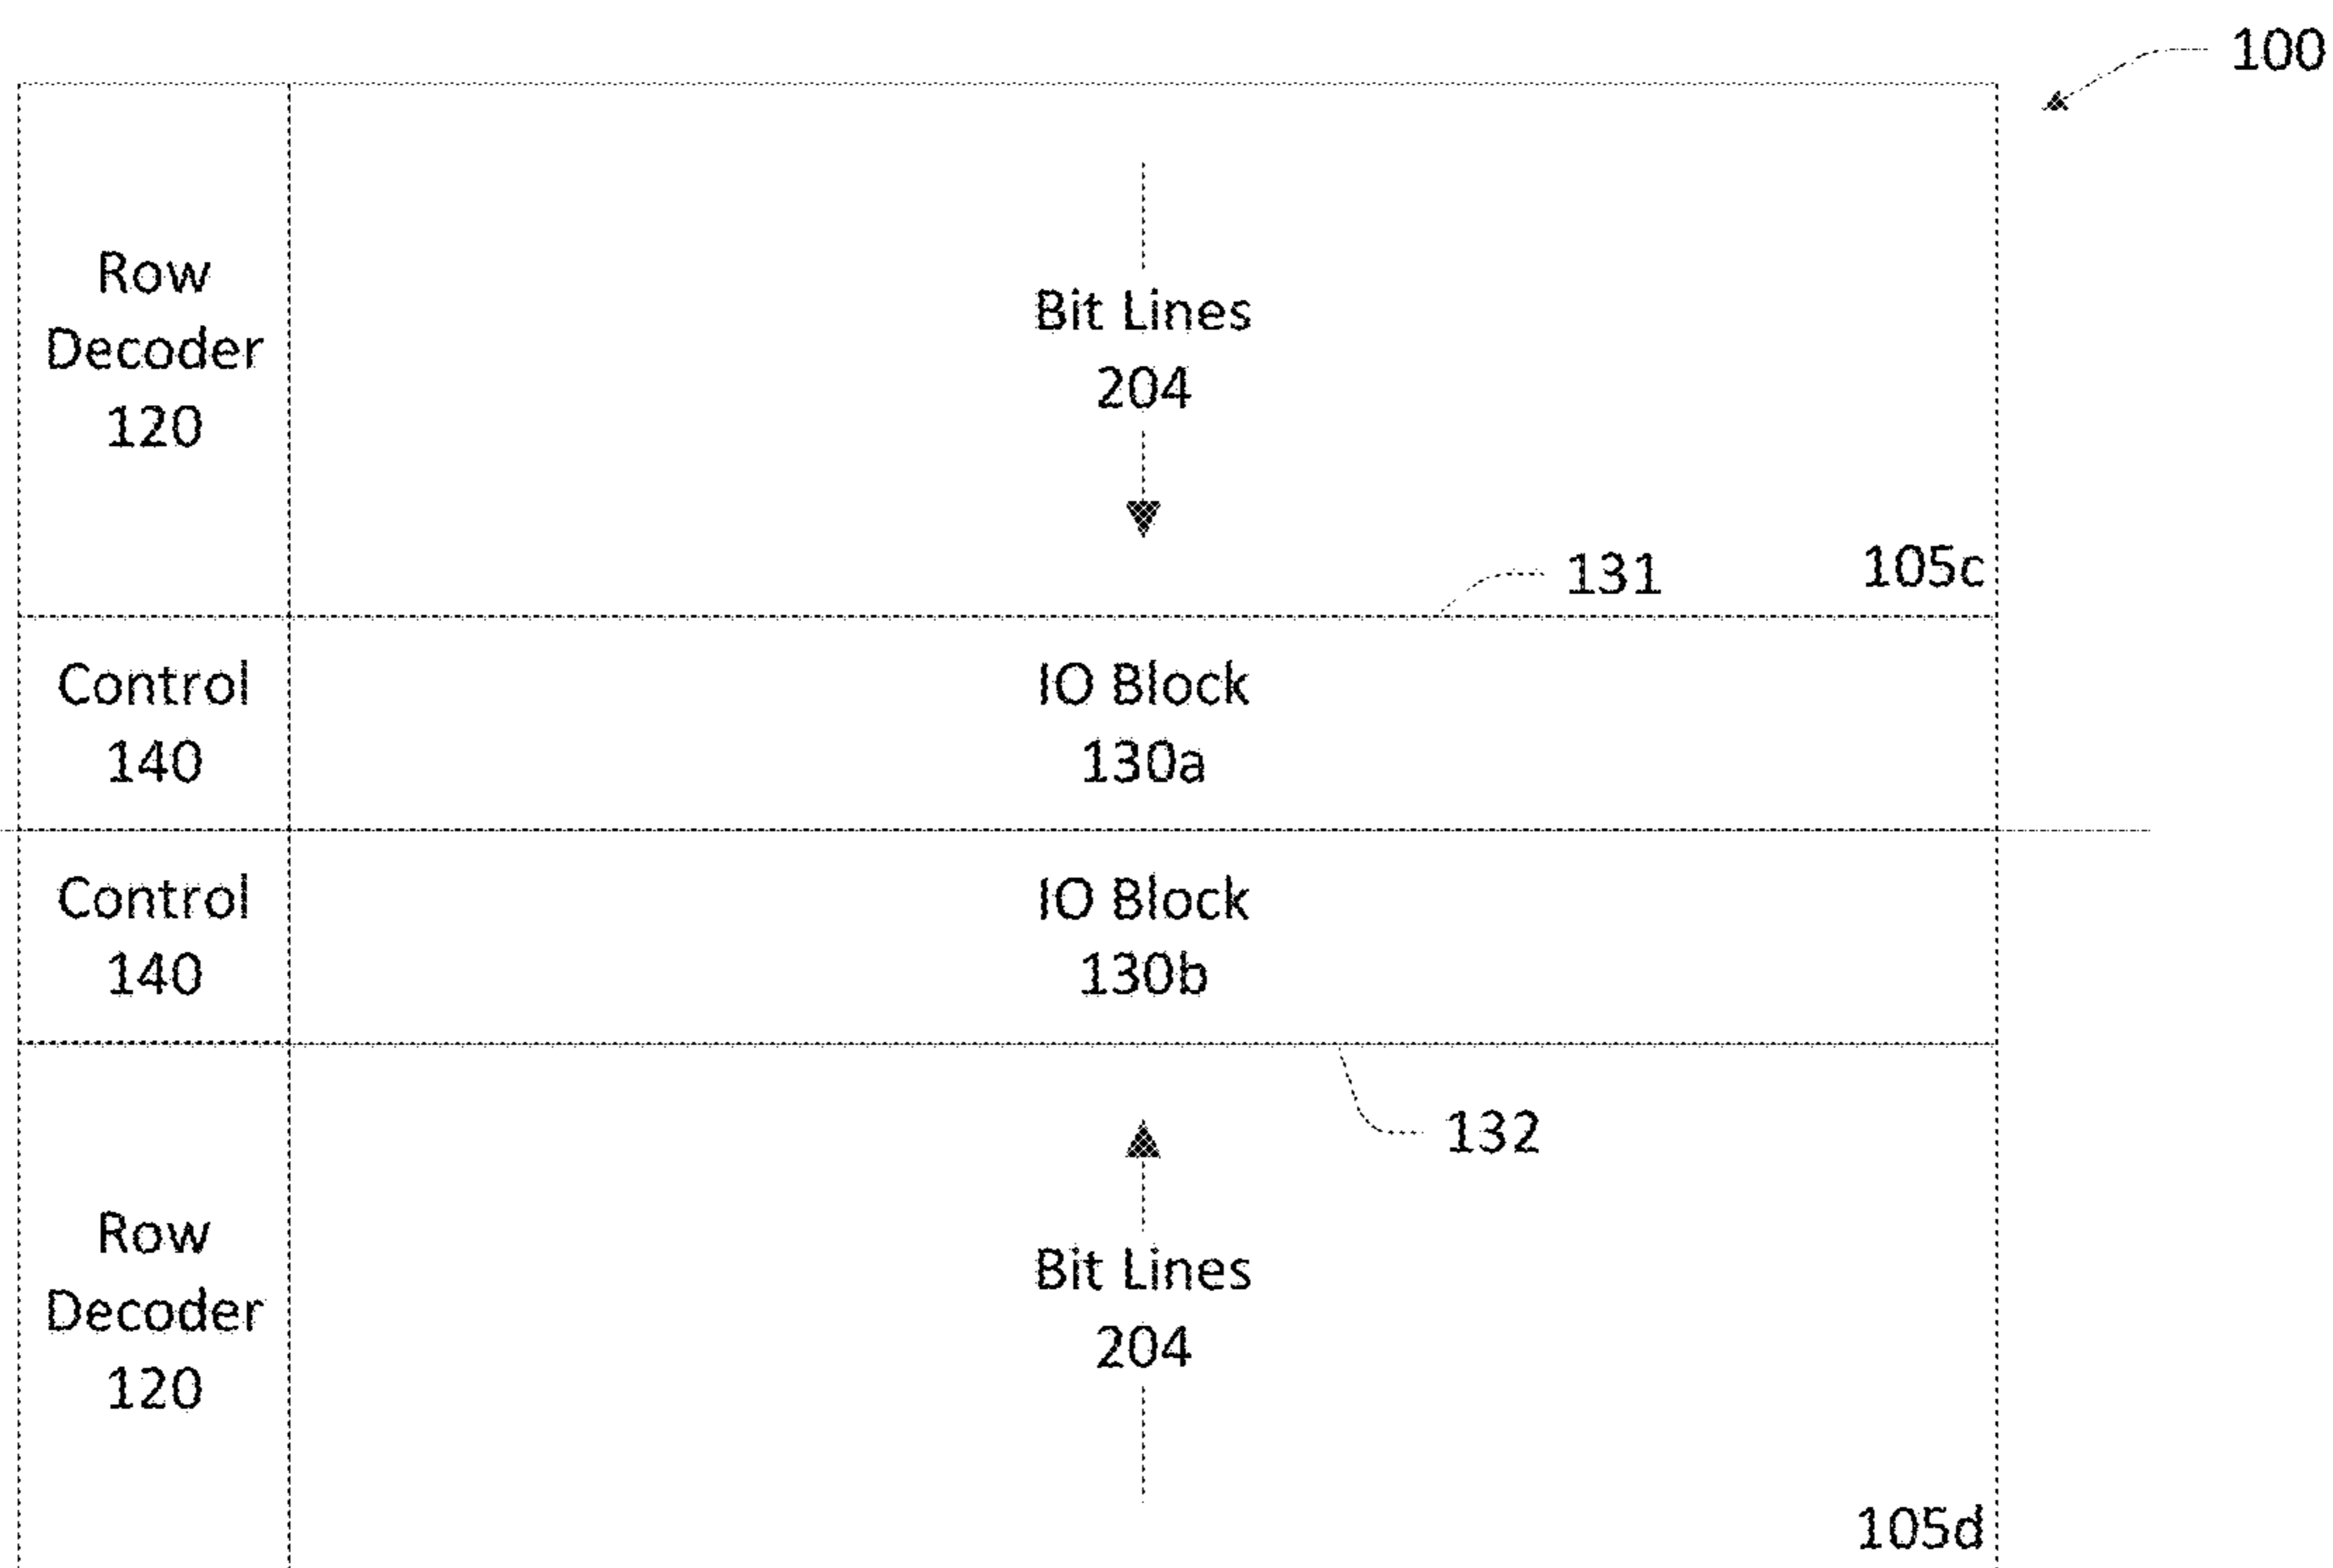 100
Row
Decoder
120
Bit Lines
204
131
105c
Control
140
IO Block
130a
Control
140
IO Block
130b
132
Row
Decoder
120
Bit Lines
204
105d